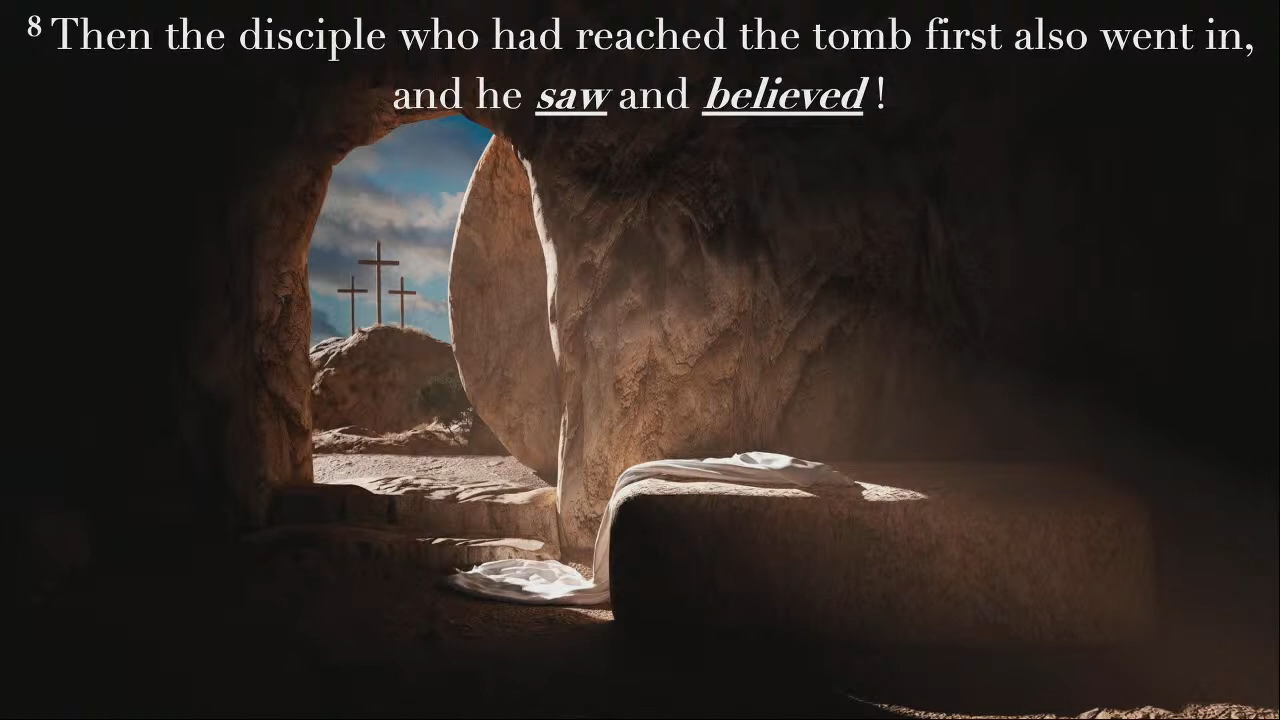 8 Then the disciple who had reached the tomb first also went in,
and he saw and believed !